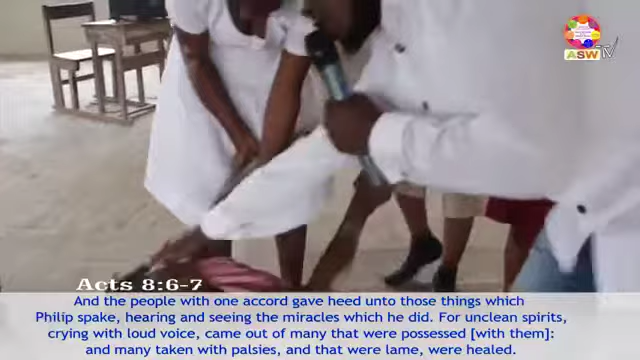 ASWTV
Acts 8:6-7
And the people with one accord gave heed unto those things which
Philip spake, hearing and seeing the miracles which he did. For unclean spirits,
crying with loud voice, came out of many that were possessed [with them]:
and many taken with palsies, and that were lame, were healed.